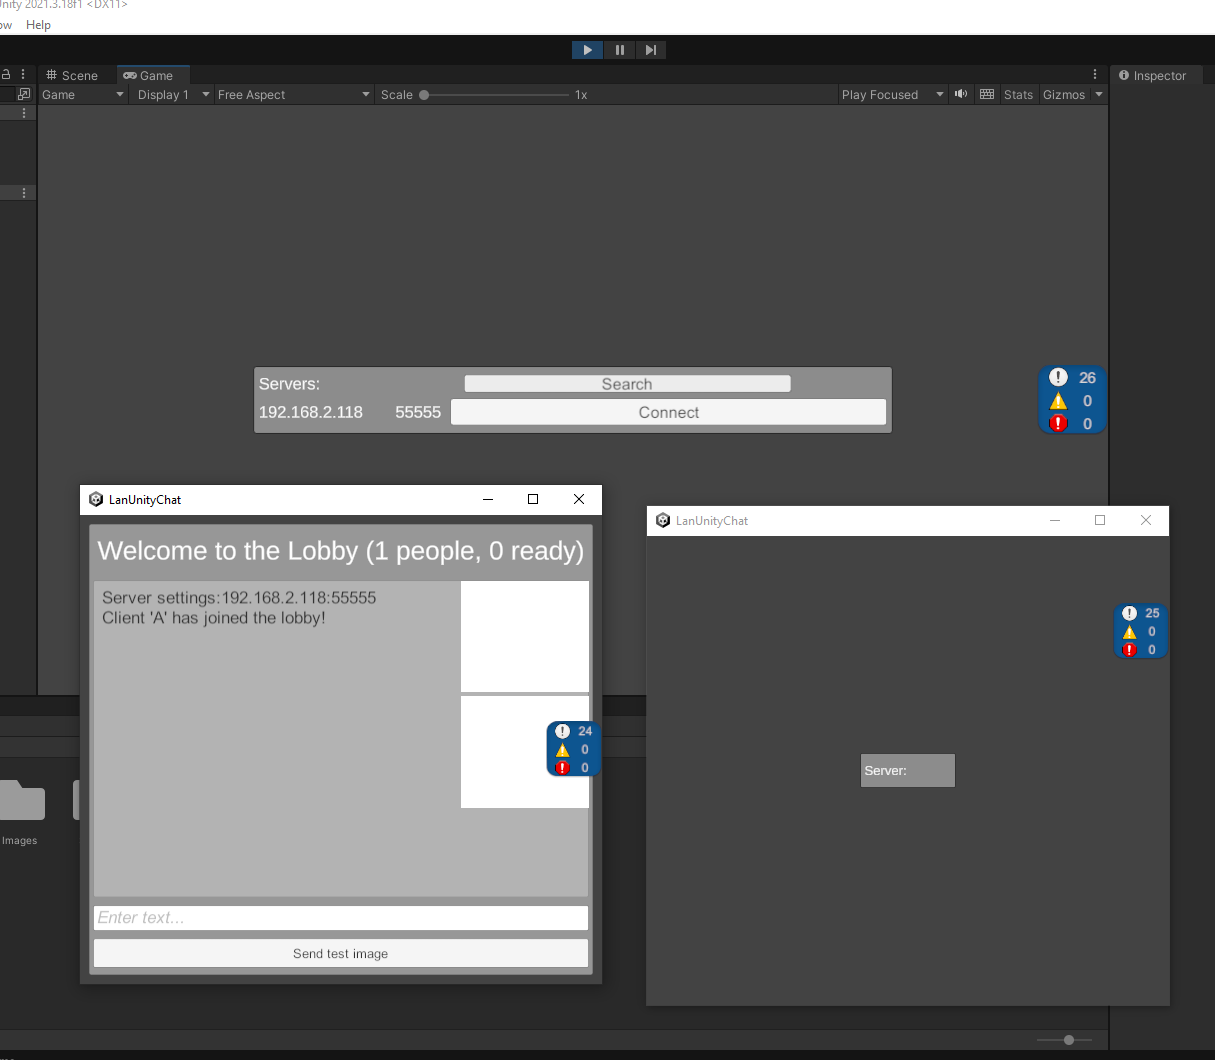 nity 2021.3.18f1 <DX11>
ow Help
Scene Game
Inspector
Game Display 1 Free Aspect Scale 1x Play Focused Stats Gizmos
Servers: Search
192.168.2.118 55555 Connect
26
0
0
LanUnityChat
Welcome to the Lobby (1 people, 0 ready)
Server settings:192.168.2.118:55555
Client 'A' has joined the lobby!
24
0
0
Enter text...
Send test image
LanUnityChat
25
0
0
Server:
Images